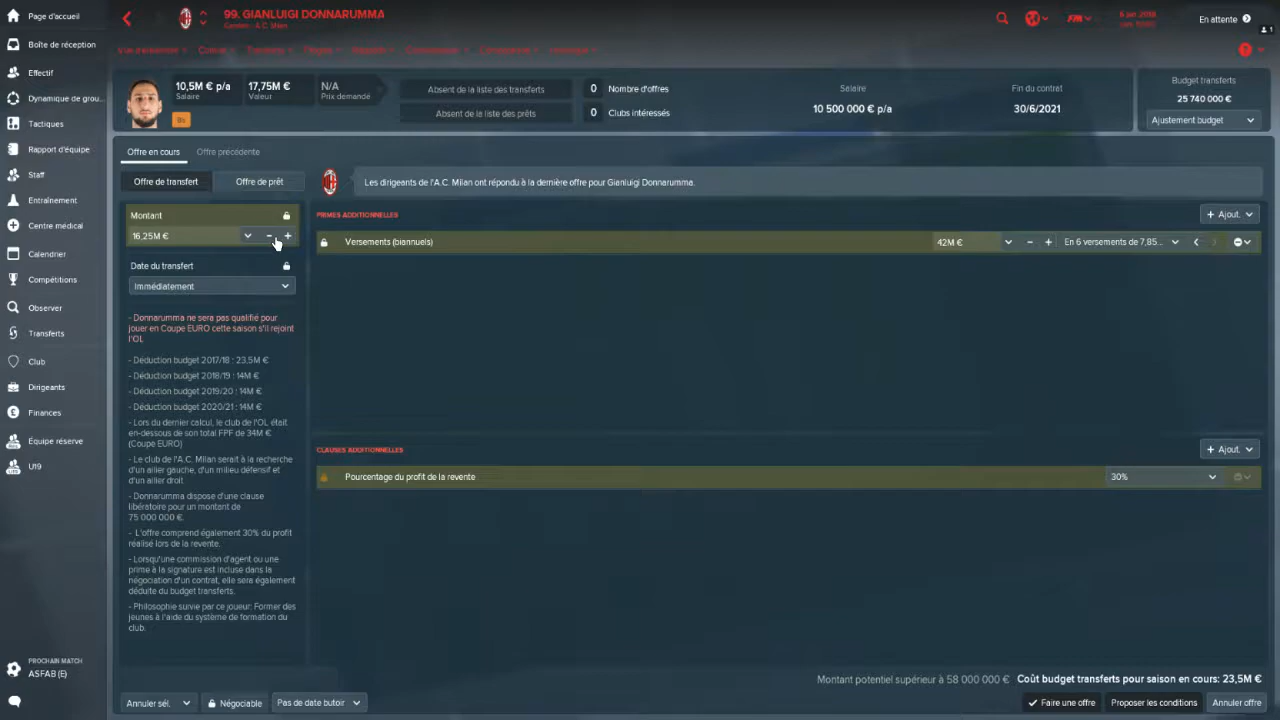 Page d'accueil
Boîte de réception
Effectif
Dynamique de grou...
Tactiques
Rapport d'équipe
Staff
Entraînement
Centre médical
Calendrier
Compétitions
Observer
Transferts
Club
Dirigeants
Finances
Équipe réserve
U19
PROCHAIN MATCH
ASFAB (E)
99. GIANLUIGI DONNARUMMA
A.C. Milan
FM
En attente
1
10,5M € p/a
Salaire
17,75M €
Valeur
N/A
Prix demandé
Absent de la liste des transferts
Absent de la liste des prêts
0 Nombre d'offres
0 Clubs intéressés
Salaire
10 500 000 € p/a
Fin du contrat
30/6/2021
Budget transferts
25 740 000 €
Ajustement budget
Offre en cours
Offre précédente
Offre de transfert
Offre de prêt
Les dirigeants de l'A.C. Milan ont répondu à la dernière offre pour Gianluigi Donnarumma.
Montant
16,25M €
Date du transfert
Immédiatement
- Donnarumma ne sera pas qualifié pour
jouer en Coupe EURO cette saison s'il rejoint
l'OL
- Déduction budget 2017/18 : 23,5M €
- Déduction budget 2018/19 : 14M €
- Déduction budget 2019/20 : 14M €
- Déduction budget 2020/21 : 14M €
- Lors du dernier calcul, le club de l'OL était
en-dessous de son total FPF de 34M €
(Coupe EURO)
- Le club de l'A.C. Milan serait à la recherche
d'un ailier gauche, d'un milieu défensif et
d'un ailier droit
- Donnarumma dispose d'une clause
libératoire pour un montant de
75 000 000 €.
- L'offre comprend également 30% du profit
réalisé lors de la revente.
- Lorsqu'une commission d'agent ou une
prime à la signature est incluse dans la
négociation d'un contrat, elle sera également
déduite du budget transferts.
- Philosophie suivie par ce joueur: Former des
jeunes à l'aide du système de formation du
club.
PRIMES ADDITIONNELLES
+ Ajout.
Versements (biannuels)
42M €
En 6 versements de 7,85...
CLAUSES ADDITIONNELLES
+ Ajout.
Pourcentage du profit de la revente
30%
Montant potentiel supérieur à 58 000 000 €
Coût budget transferts pour saison en cours: 23,5M €
Annuler sél.
Négociable
Pas de date butoir
Faire une offre
Proposer les conditions
Annuler offre